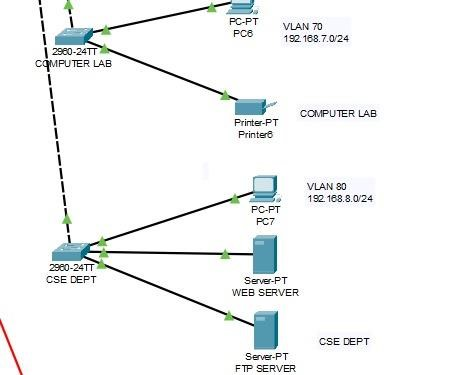 PC-PT
PC6
VLAN 70
192.168.7.0/24
2960-24TT
COMPUTER LAB
Printer-PT
Printer6
COMPUTER LAB
VLAN 80
192.168.8.0/24
PC-PT
PC7
2960-24TT
CSE DEPT
Server-PT
WEB SERVER
Server-PT
FTP SERVER
CSE DEPT